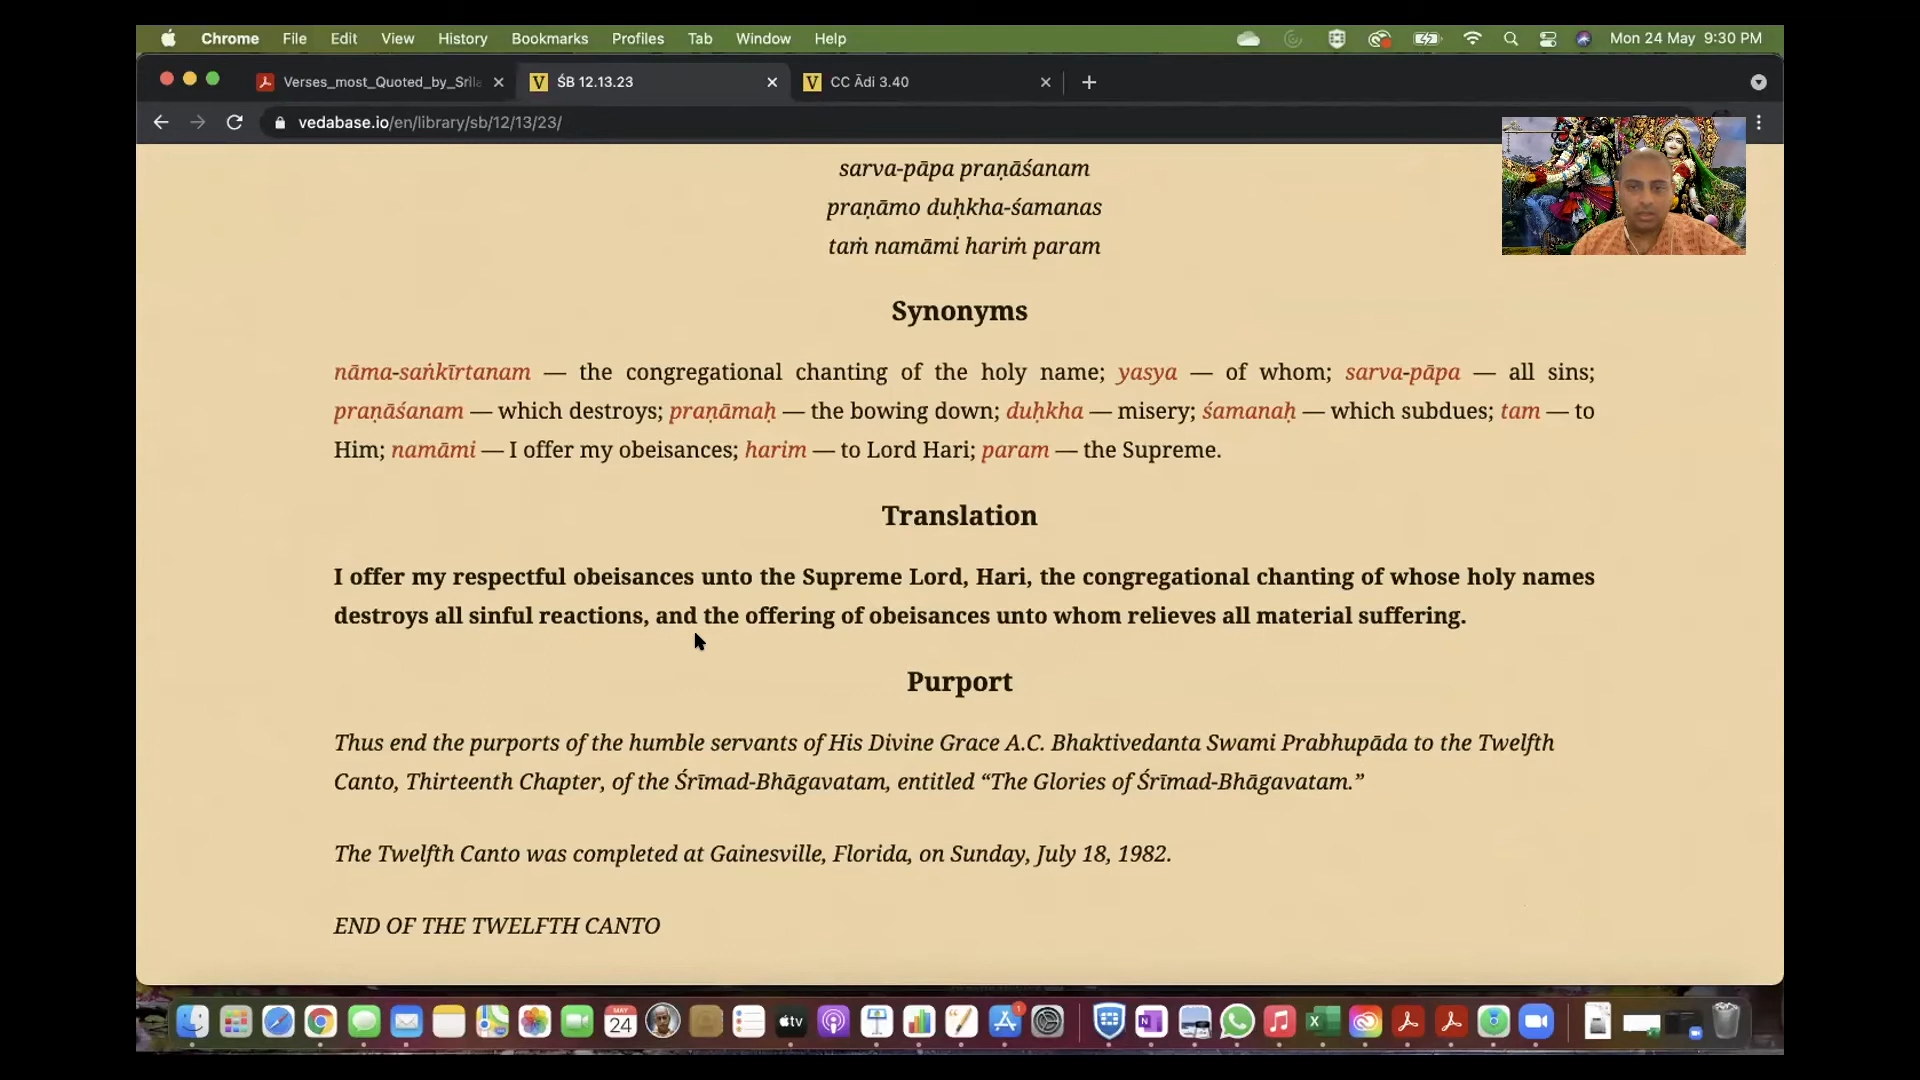 Chrome File Edit View History Bookmarks Profiles Tab Window Help Mon 24 May 9:30 PM
Verses_most_Quoted_by_Srila ŚB 12.13.23 CC Ādi 3.40
vedabase.io/en/library/sb/12/13/23/
sarva-pāpa praṇāśanam
praṇāmo duḥkha-śamanas
taṁ namāmi hariṁ param
Synonyms
nāma-saṅkīrtanam — the congregational chanting of the holy name; yasya — of whom; sarva-pāpa — all sins;
praṇāśanam — which destroys; praṇāmaḥ — the bowing down; duḥkha — misery; śamanaḥ — which subdues; tam — to
Him; namāmi — I offer my obeisances; harim — to Lord Hari; param — the Supreme.
Translation
I offer my respectful obeisances unto the Supreme Lord, Hari, the congregational chanting of whose holy names
destroys all sinful reactions, and the offering of obeisances unto whom relieves all material suffering.
Purport
Thus end the purports of the humble servants of His Divine Grace A.C. Bhaktivedanta Swami Prabhupāda to the Twelfth
Canto, Thirteenth Chapter, of the Śrīmad-Bhāgavatam, entitled “The Glories of Śrīmad-Bhāgavatam.”
The Twelfth Canto was completed at Gainesville, Florida, on Sunday, July 18, 1982.
END OF THE TWELFTH CANTO
MAY
24
tv
1